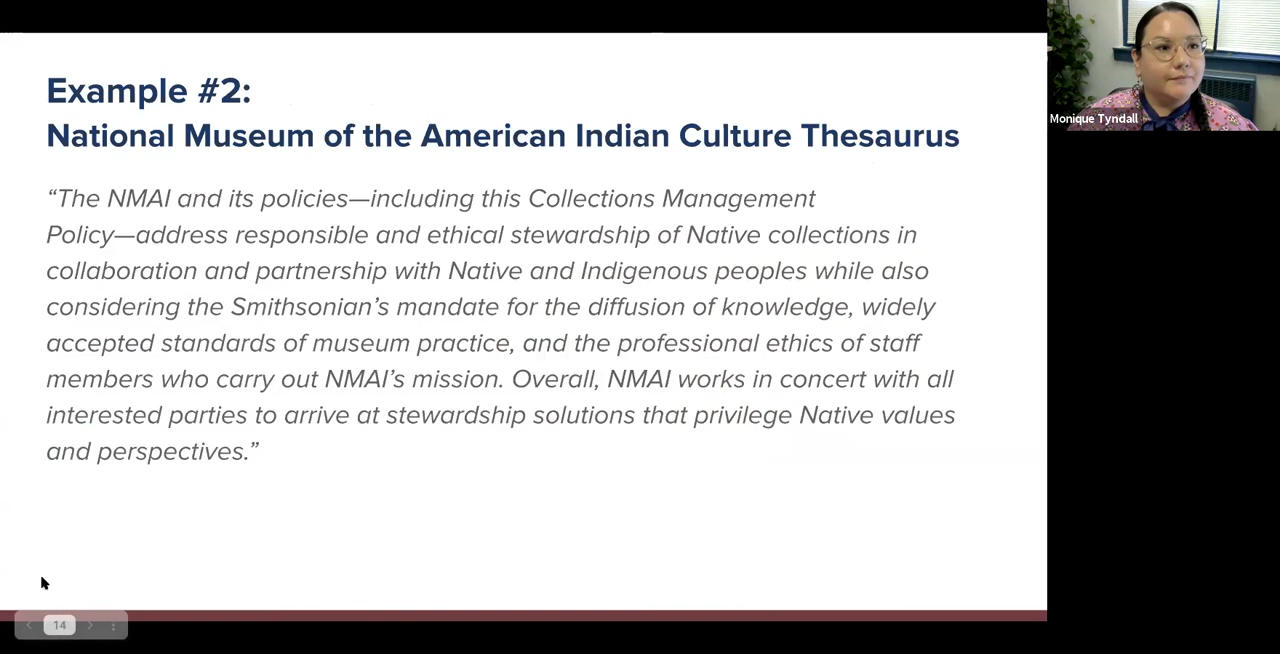 Example #2:
National Museum of the American Indian Culture Thesaurus
“The NMAI and its policies—including this Collections Management
Policy—address responsible and ethical stewardship of Native collections in
collaboration and partnership with Native and Indigenous peoples while also
considering the Smithsonian’s mandate for the diffusion of knowledge, widely
accepted standards of museum practice, and the professional ethics of staff
members who carry out NMAI’s mission. Overall, NMAI works in concert with all
interested parties to arrive at stewardship solutions that privilege Native values
and perspectives.”
Monique Tyndall
14